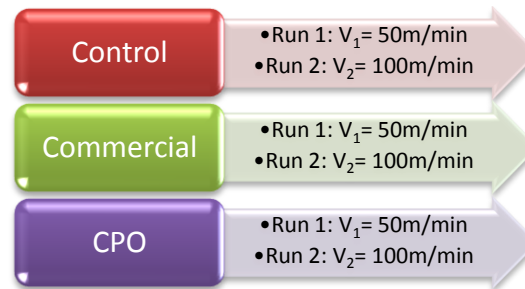 Control
•Run 1: V₁= 50m/min
•Run 2: V₂= 100m/min
Commercial
•Run 1: V₁= 50m/min
•Run 2: V₂= 100m/min
CPO
•Run 1: V₁= 50m/min
•Run 2: V₂= 100m/min